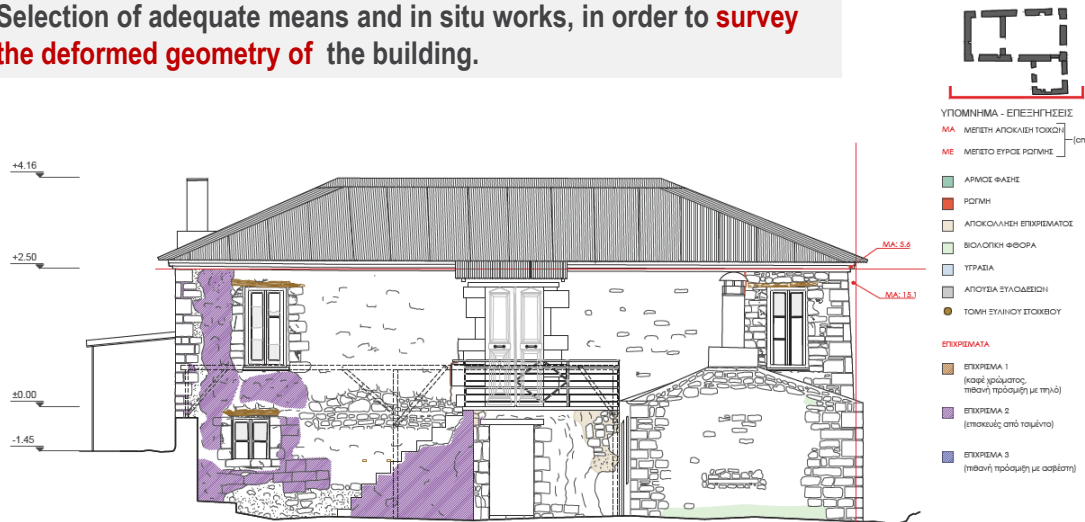 Selection of adequate means and in situ works, in order to survey
the deformed geometry of the building.
ΥΠΟΜΝΗΜΑ - ΕΠΕΞΗΓΗΣΕΙΣ
ΜΑ ΜΕΓΙΣΤΗ ΑΠΟΚΛΙΣΗ ΤΟΙΧΩΝ
ΜΕ ΜΕΓΙΣΤΟ ΕΥΡΟΣ ΡΩΓΜΗΣ
(cm
ΑΡΜΟΣ ΦΑΣΗΣ
ΡΩΓΜΗ
ΑΠΟΚΟΛΛΗΣΗ ΕΠΙΧΡΙΣΜΑΤΟΣ
ΒΙΟΛΟΓΙΚΗ ΦΘΟΡΑ
ΥΓΡΑΣΙΑ
ΑΠΟΥΣΙΑ ΞΥΛΟΔΕΣΙΩΝ
ΤΟΜΗ ΞΥΛΙΝΟΥ ΣΤΟΙΧΕΙΟΥ
ΕΠΙΧΡΙΣΜΑΤΑ
ΕΠΙΧΡΙΣΜΑ 1
(καφέ χρώματος,
πιθανή πρόσμιξη με πηλό)
ΕΠΙΧΡΙΣΜΑ 2
(επισκευές από τσιμέντο)
ΕΠΙΧΡΙΣΜΑ 3
(πιθανή πρόσμιξη με ασβέστη)
+4.16
+2.50
±0.00
-1.45
ΜΑ: 5.6
ΜΑ: 15.1